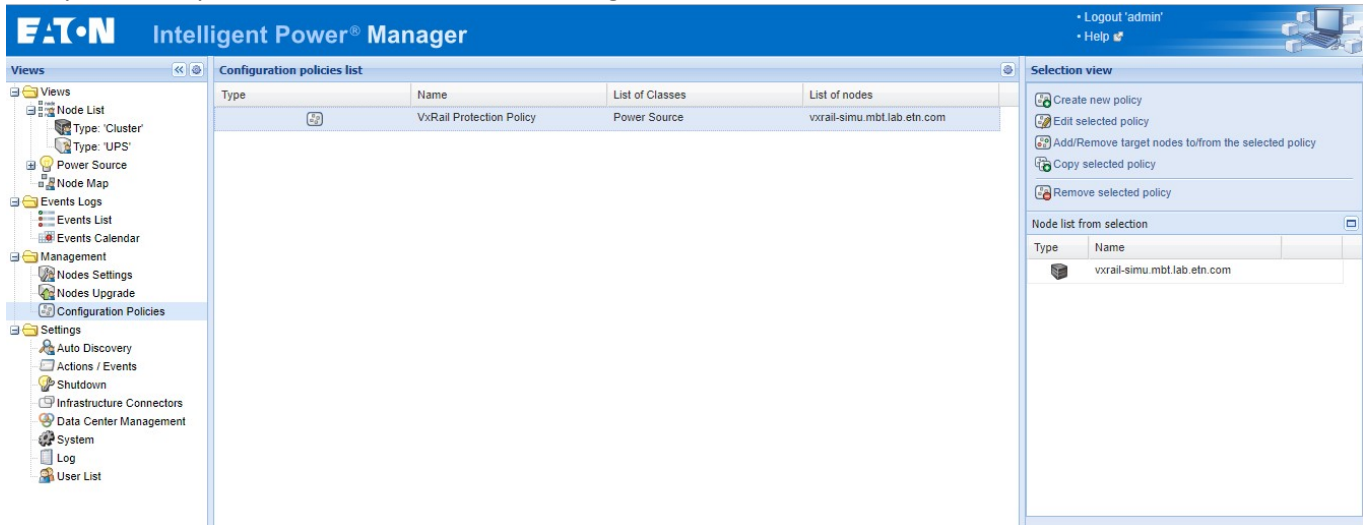 EATON Intelligent Power® Manager
• Logout 'admin'
• Help
Views
Views
Node List
Type: 'Cluster'
Type: 'UPS'
Power Source
Node Map
Events Logs
Events List
Events Calendar
Management
Nodes Settings
Nodes Upgrade
Configuration Policies
Settings
Auto Discovery
Actions / Events
Shutdown
Infrastructure Connectors
Data Center Management
System
Log
User List
Configuration policies list
Type Name List of Classes List of nodes
VxRail Protection Policy Power Source vxrail-simu.mbt.lab.etn.com
Selection view
Create new policy
Edit selected policy
Add/Remove target nodes to/from the selected policy
Copy selected policy
Remove selected policy
Node list from selection
Type Name
vxrail-simu.mbt.lab.etn.com